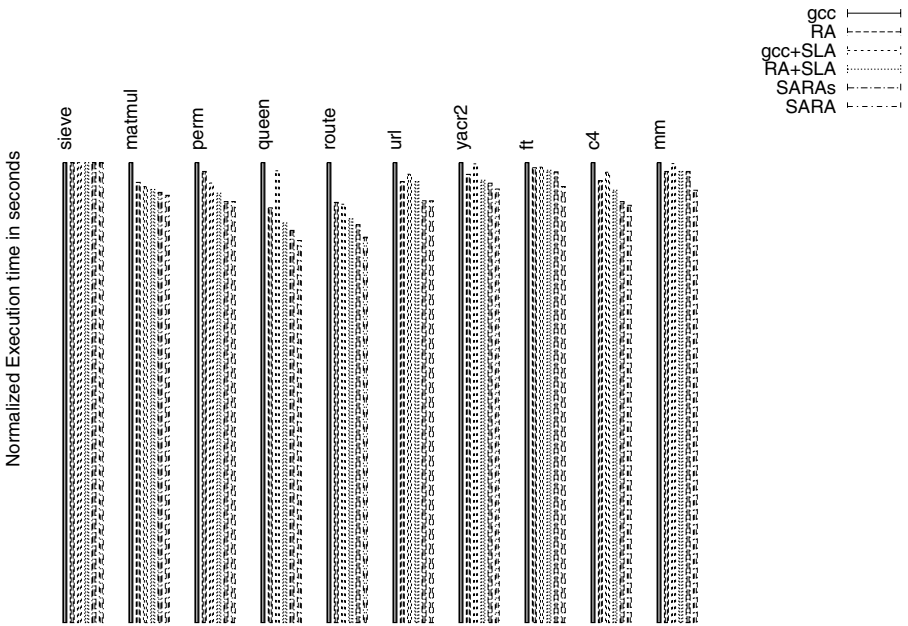 gcc
RA
gcc+SLA
RA+SLA
SARAs
SARA
sieve
matmul
perm
queen
route
url
yacr2
ft
c4
mm
Normalized Execution time in seconds